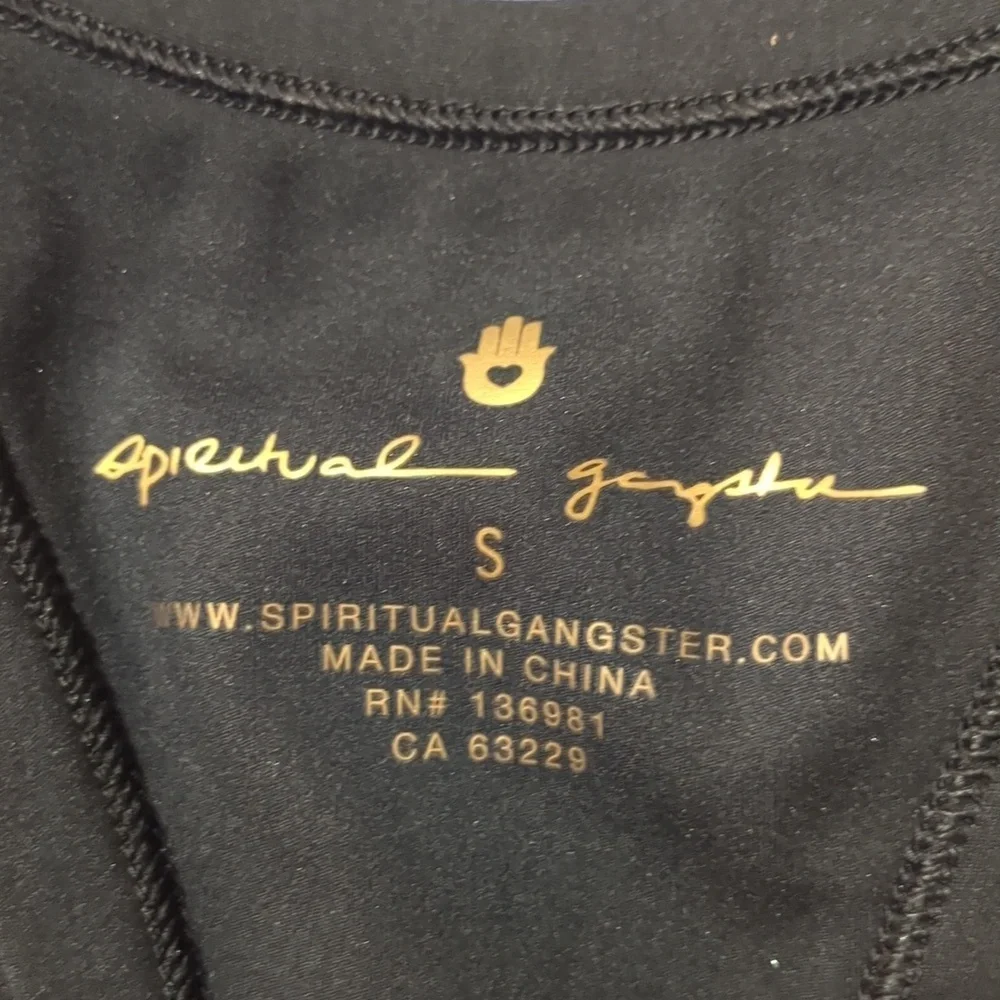 spiritual gangster
S
WWW.SPIRITUALGANGSTER.COM
MADE IN CHINA
RN# 136981
CA 63229